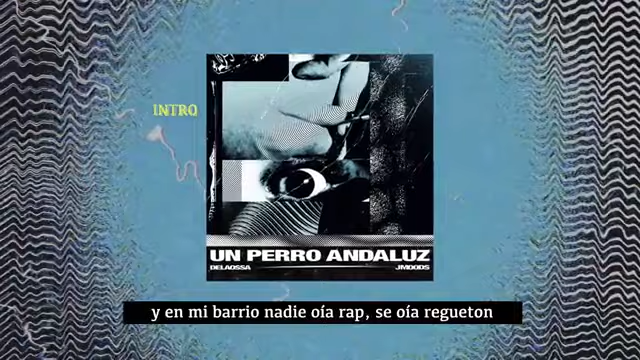 INTRO
UN PERRO ANDALUZ
DELAOSSA JMOODS
y en mi barrio nadie oía rap, se oía regueton